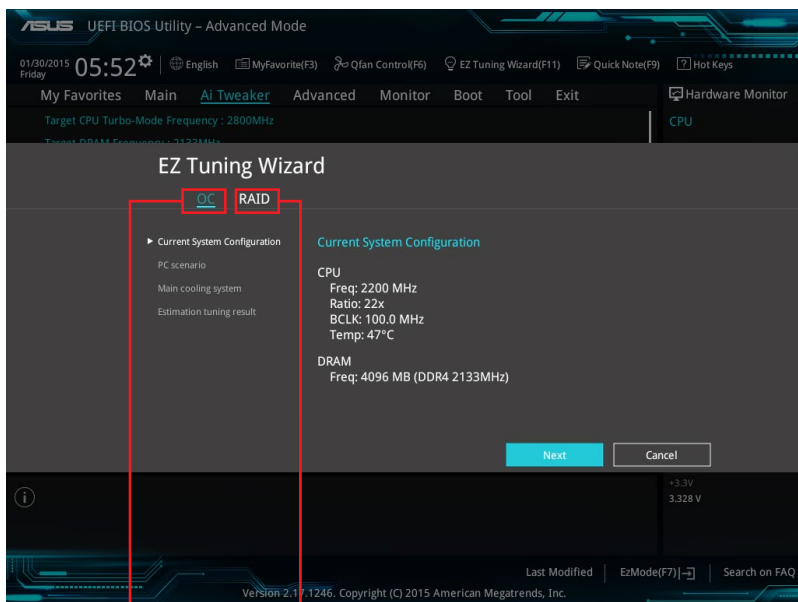 ASUS UEFI BIOS Utility – Advanced Mode
01/30/2015 Friday 05:52 English MyFavorite(F3) Qfan Control(F6) EZ Tuning Wizard(F11) Quick Note(F9) ? Hot Keys
My Favorites Main Ai Tweaker Advanced Monitor Boot Tool Exit Hardware Monitor
Target CPU Turbo-Mode Frequency : 2800MHz
CPU
Target DRAM Frequency : 2133MHz
EZ Tuning Wizard
OC RAID
Current System Configuration
PC scenario
Main cooling system
Estimation tuning result
Current System Configuration
CPU
Freq: 2200 MHz
Ratio: 22x
BCLK: 100.0 MHz
Temp: 47°C
DRAM
Freq: 4096 MB (DDR4 2133MHz)
Next Cancel
+3.3V
3.328 V
Last Modified EzMode(F7) Search on FAQ
Version 2.17.1246. Copyright (C) 2015 American Megatrends, Inc.